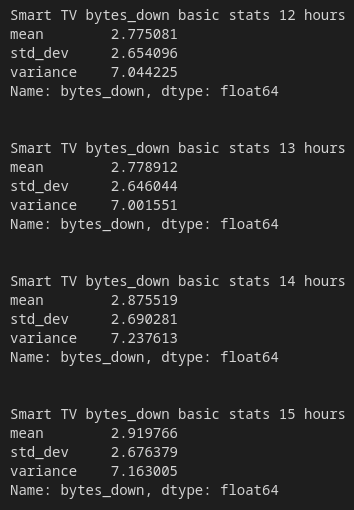 Smart TV bytes_down basic stats 12 hours
mean        2.775081
std_dev     2.654096
variance    7.044225
Name: bytes_down, dtype: float64
Smart TV bytes_down basic stats 13 hours
mean        2.778912
std_dev     2.646044
variance    7.001551
Name: bytes_down, dtype: float64
Smart TV bytes_down basic stats 14 hours
mean        2.875519
std_dev     2.690281
variance    7.237613
Name: bytes_down, dtype: float64
Smart TV bytes_down basic stats 15 hours
mean        2.919766
std_dev     2.676379
variance    7.163005
Name: bytes_down, dtype: float64